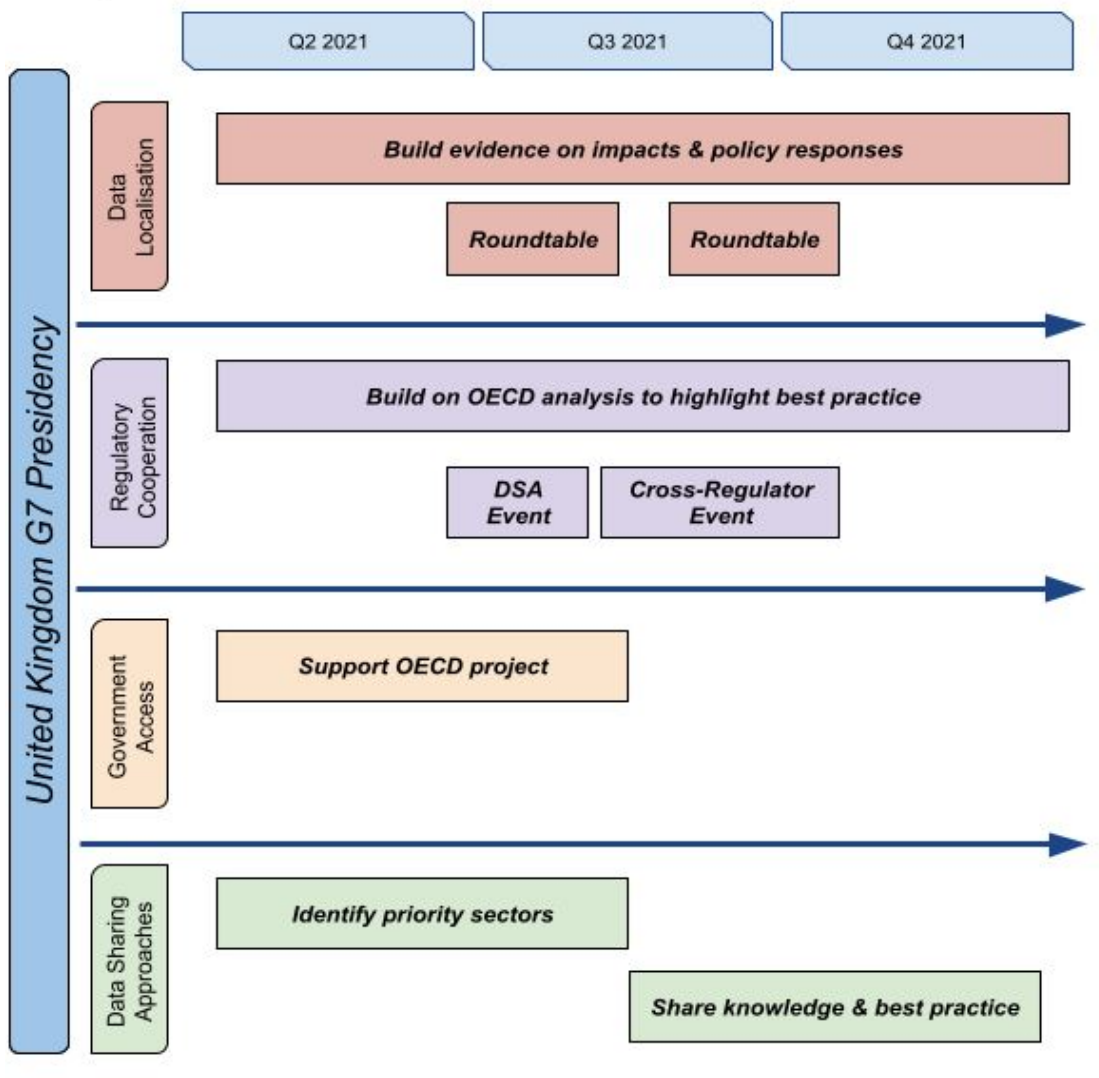 Q2 2021
Q3 2021
Q4 2021
United Kingdom G7 Presidency
Data
Localisation
Build evidence on impacts & policy responses
Roundtable
Roundtable
Regulatory
Cooperation
Build on OECD analysis to highlight best practice
DSA
Event
Cross-Regulator
Event
Government
Access
Support OECD project
Data Sharing
Approaches
Identify priority sectors
Share knowledge & best practice